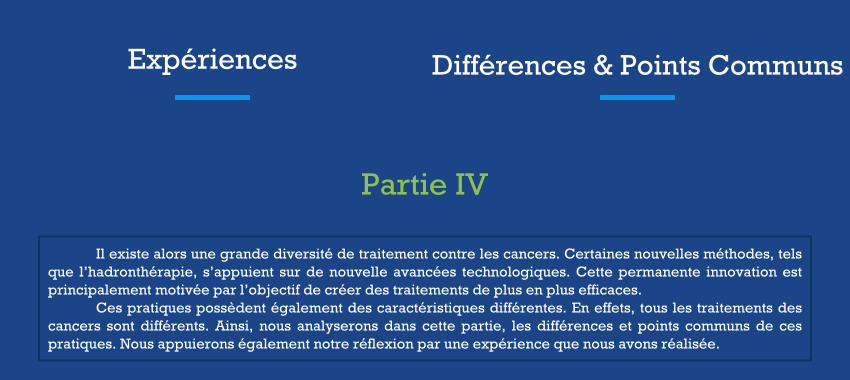 Expériences
Différences & Points Communs
Partie IV
Il existe alors une grande diversité de traitement contre les cancers. Certaines nouvelles méthodes, tels
que l'hadronthérapie, s'appuient sur de nouvelle avancées technologiques. Cette permanente innovation est
principalement motivée par l'objectif de créer des traitements de plus en plus efficaces.
Ces pratiques possèdent également des caractéristiques différentes. En effets, tous les traitements des
cancers sont différents. Ainsi, nous analyserons dans cette partie, les différences et points communs de ces
pratiques. Nous appuierons également notre réflexion par une expérience que nous avons réalisée.